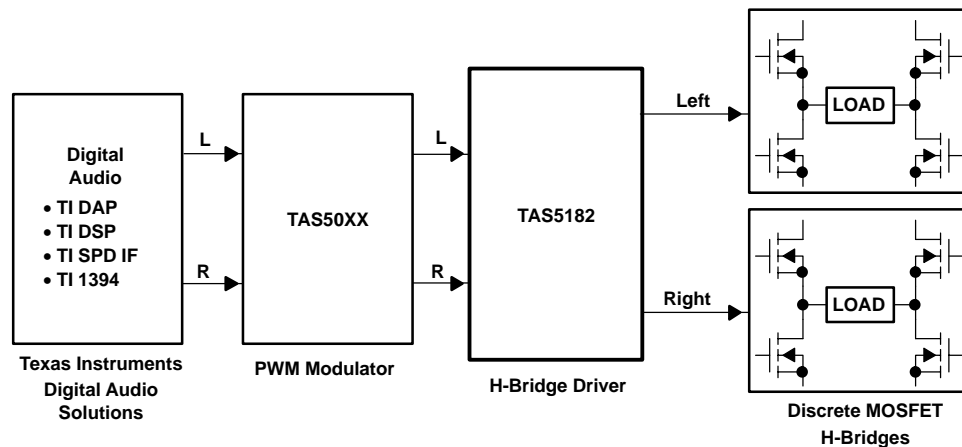 Digital
Audio
• TI DAP
• TI DSP
• TI SPD IF
• TI 1394
Texas Instruments
Digital Audio
Solutions
L
R
TAS50XX
PWM Modulator
L
R
TAS5182
H-Bridge Driver
Left
Right
LOAD
LOAD
Discrete MOSFET
H-Bridges